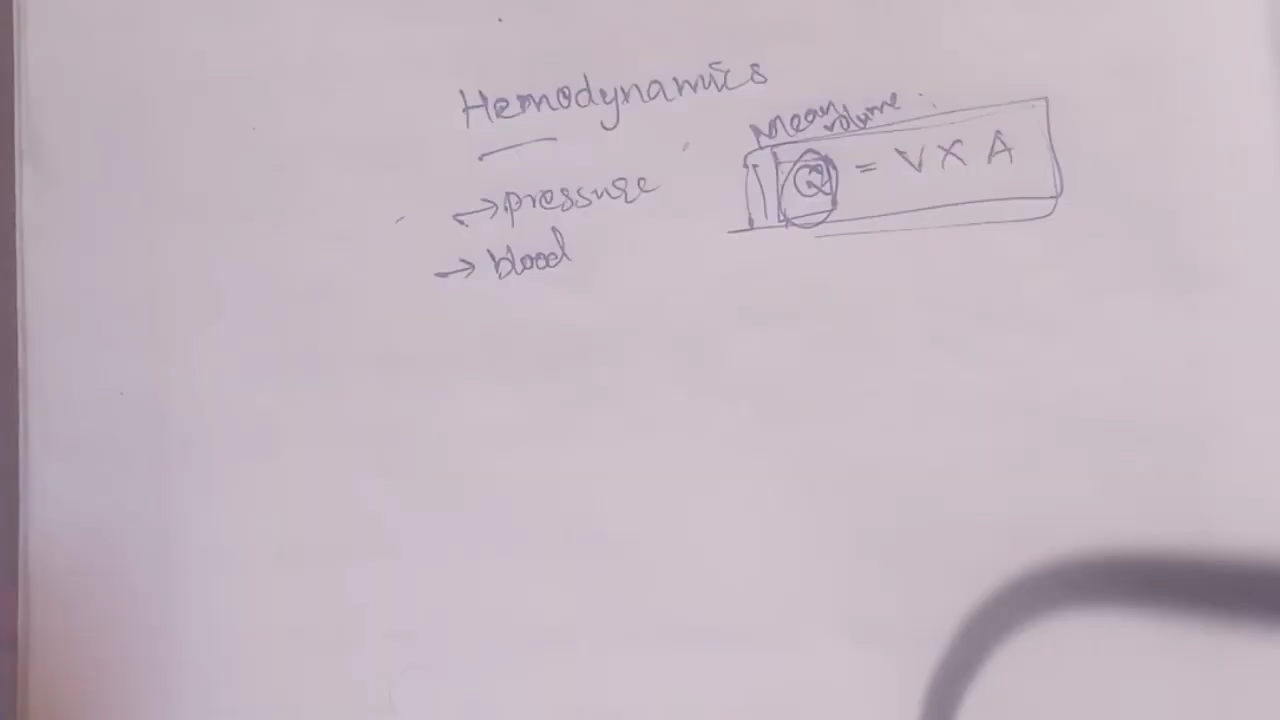 Hemodynamics
mean volume
Q = V X A
→ pressure
→ blood